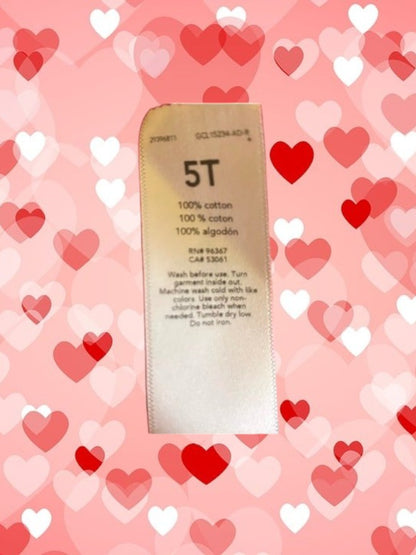 29396811 GCL15234-AD-R
5T
100% cotton
100 % coton
100% algodón
RN# 96367
CA# 53061
Wash before use. Turn
garment inside out.
Machine wash cold with like
colors. Use only non-
chlorine bleach when
needed. Tumble dry low.
Do not iron.